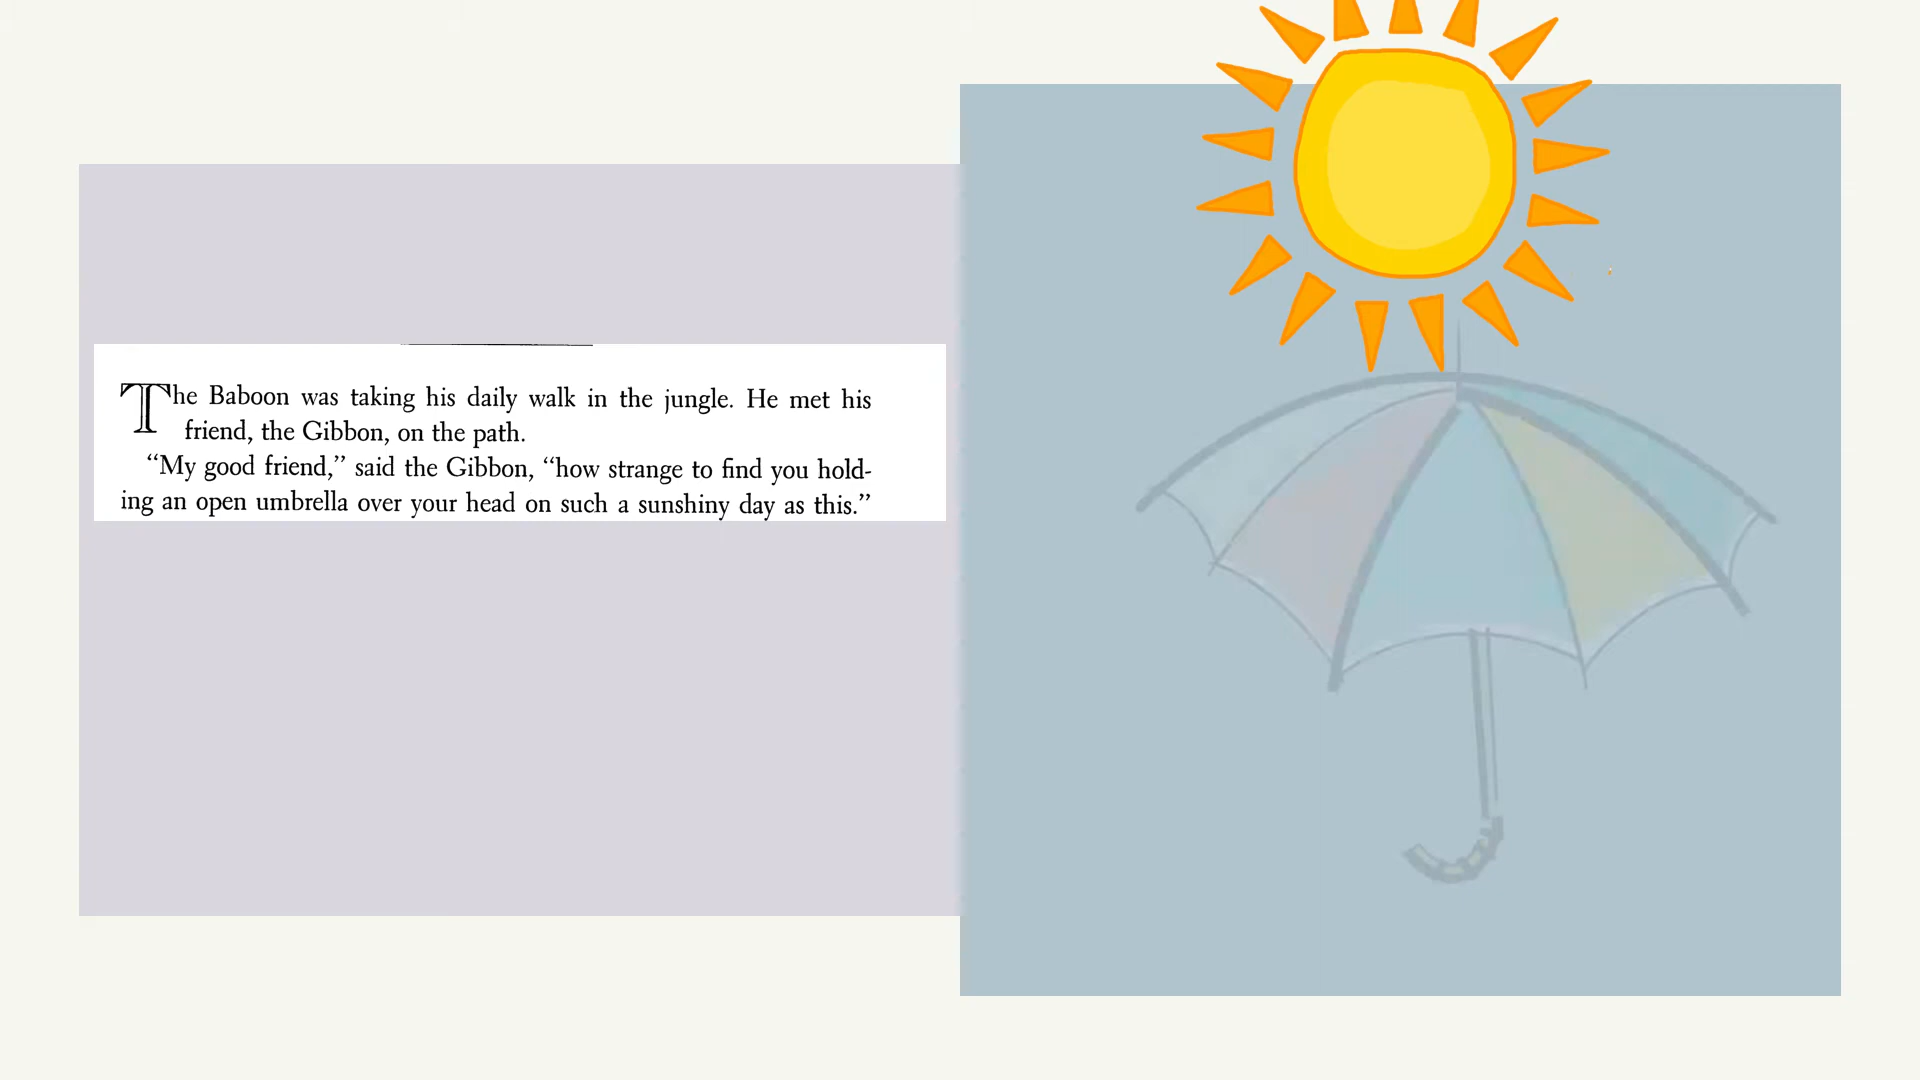 The Baboon was taking his daily walk in the jungle. He met his
friend, the Gibbon, on the path.
“My good friend,” said the Gibbon, “how strange to find you hold-
ing an open umbrella over your head on such a sunshiny day as this.”